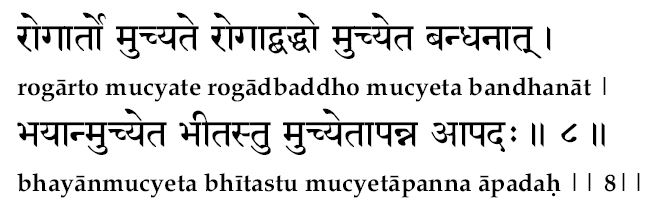 रोगार्तो मुच्यते रोगाद्बद्धो मुच्येत बन्धनात् ।
rogārto mucyate rogādbaddho mucyeta bandhanāt |
भयान्मुच्येत भीतस्तु मुच्येतापन्न आपदः ॥ ८ ॥
bhayānmucyeta bhītastu mucyetāpanna āpadaḥ || 8||